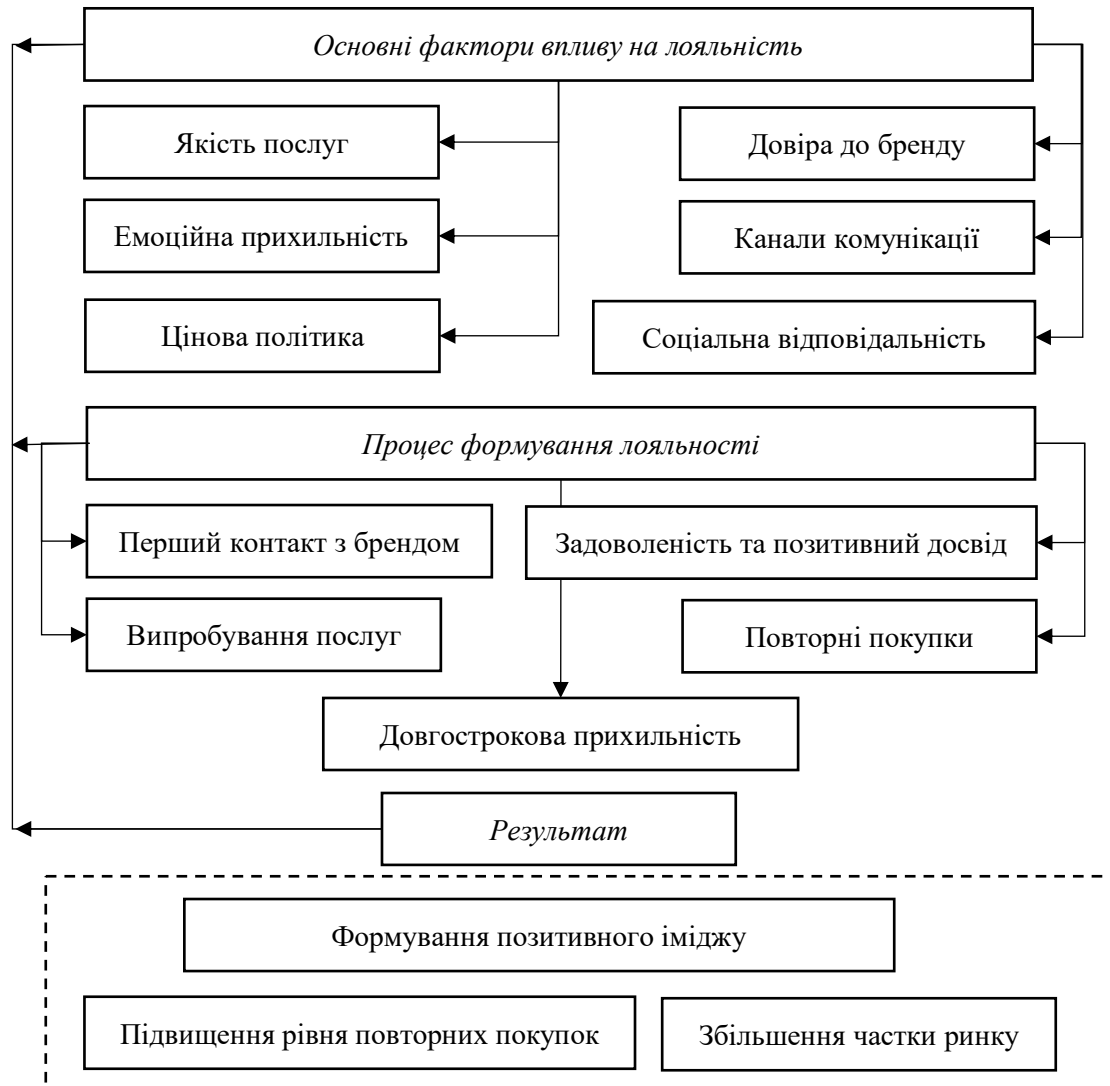 Основні фактори впливу на лояльність
Якість послуг
Довіра до бренду
Емоційна прихильність
Канали комунікації
Цінова політика
Соціальна відповідальність
Процес формування лояльності
Перший контакт з брендом
Задоволеність та позитивний досвід
Випробування послуг
Повторні покупки
Довгострокова прихильність
Результат
Формування позитивного іміджу
Підвищення рівня повторних покупок
Збільшення частки ринку